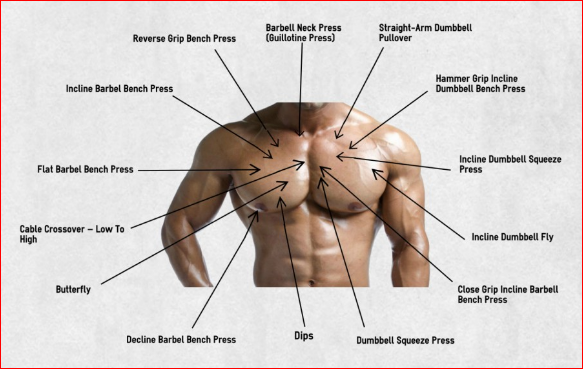 Barbell Neck Press
(Guillotine Press)
Straight-Arm Dumbbell
Pullover
Reverse Grip Bench Press
Hammer Grip Incline
Dumbbell Bench Press
Incline Barbel Bench Press
Flat Barbel Bench Press
Incline Dumbbell Squeeze
Press
Cable Crossover – Low To
High
Incline Dumbbell Fly
Butterfly
Close Grip Incline Barbell
Bench Press
Decline Barbel Bench Press
Dips
Dumbbell Squeeze Press